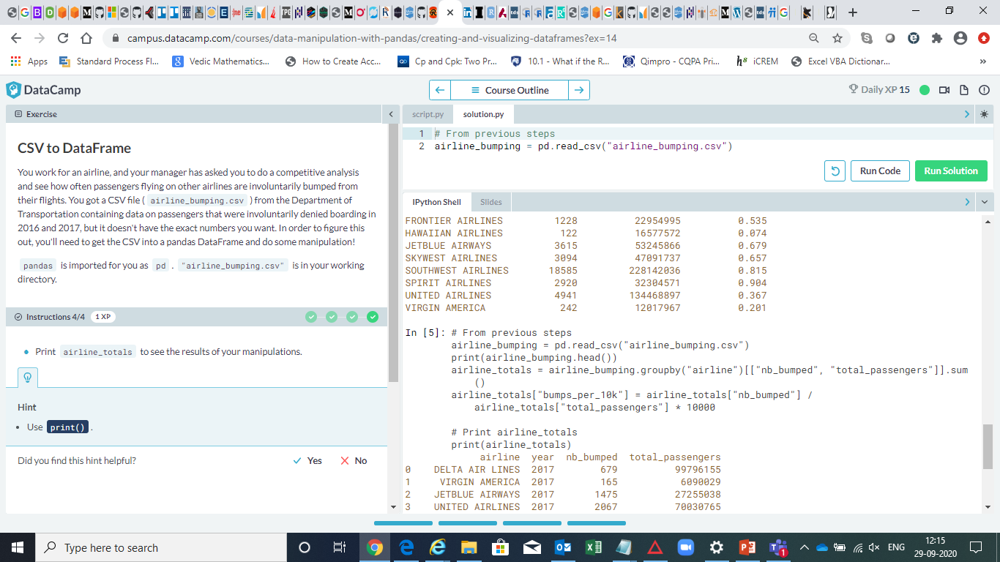 campus.datacamp.com/courses/data-manipulation-with-pandas/creating-and-visualizing-dataframes?ex=14
Apps Standard Process Fl... Vedic Mathematics... How to Create Acc... Cp and Cpk: Two Pr... 10.1 - What if the R... Qimpro - CQPA Pri... iCREM Excel VBA Dictionar... »
DataCamp
Course Outline
Daily XP 15
Exercise
CSV to DataFrame
You work for an airline, and your manager has asked you to do a competitive analysis
and see how often passengers flying on other airlines are involuntarily bumped from
their flights. You got a CSV file ( airline_bumping.csv ) from the Department of
Transportation containing data on passengers that were involuntarily denied boarding in
2016 and 2017, but it doesn't have the exact numbers you want. In order to figure this
out, you'll need to get the CSV into a pandas DataFrame and do some manipulation!
pandas is imported for you as pd . "airline_bumping.csv" is in your working
directory.
Instructions 4/4 1 XP
Print airline_totals to see the results of your manipulations.
Hint
Use print() .
Did you find this hint helpful? Yes No
script.py solution.py
1 # From previous steps
2 airline_bumping = pd.read_csv("airline_bumping.csv")
Run Code Run Solution
IPython Shell Slides
FRONTIER AIRLINES 1228 22954995 0.535
HAWAIIAN AIRLINES 122 16577572 0.074
JETBLUE AIRWAYS 3615 53245866 0.679
SKYWEST AIRLINES 3094 47091737 0.657
SOUTHWEST AIRLINES 18585 228142036 0.815
SPIRIT AIRLINES 2920 32304571 0.904
UNITED AIRLINES 4941 134468897 0.367
VIRGIN AMERICA 242 12017967 0.201
In [5]: # From previous steps
airline_bumping = pd.read_csv("airline_bumping.csv")
print(airline_bumping.head())
airline_totals = airline_bumping.groupby("airline")[["nb_bumped", "total_passengers"]].sum
()
airline_totals["bumps_per_10k"] = airline_totals["nb_bumped"] /
airline_totals["total_passengers"] * 10000
# Print airline_totals
print(airline_totals)
airline year nb_bumped total_passengers
0 DELTA AIR LINES 2017 679 99796155
1 VIRGIN AMERICA 2017 165 6090029
2 JETBLUE AIRWAYS 2017 1475 27255038
3 UNITED AIRLINES 2017 2067 70030765
Type here to search
ENG
12:15
29-09-2020